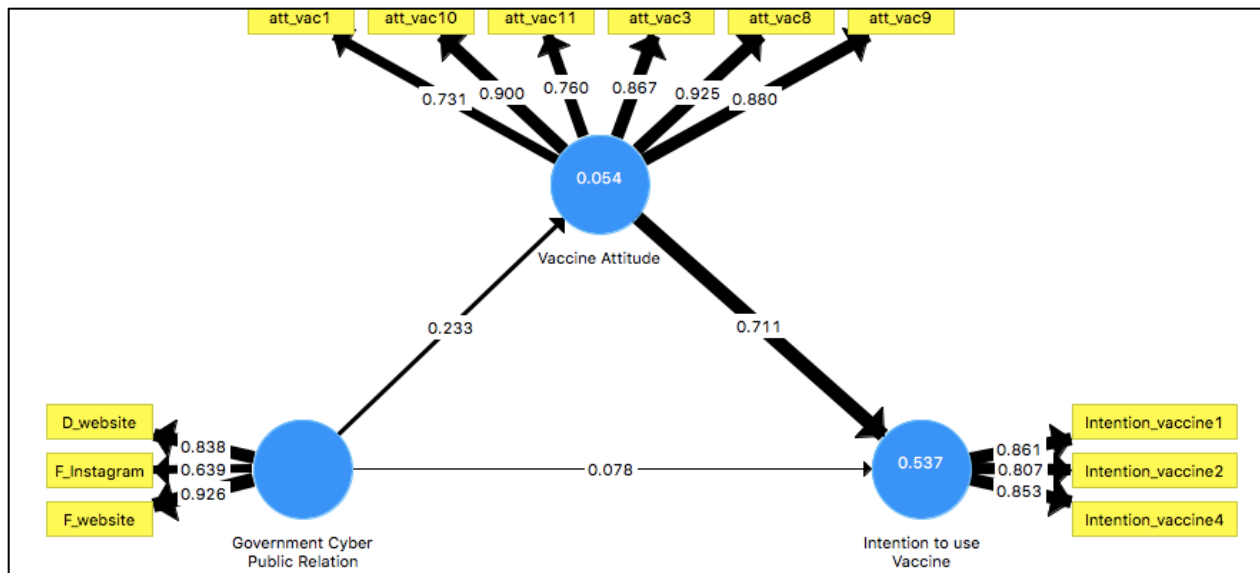 att_vac1
att_vac10
att_vac11
att_vac3
att_vac8
att_vac9
0.731
0.900
0.760
0.867
0.925
0.880
0.054
Vaccine Attitude
0.233
0.711
D_website
F_Instagram
F_website
0.838
0.639
0.926
Government Cyber
Public Relation
0.078
0.537
Intention to use
Vaccine
0.861
0.807
0.853
Intention_vaccine1
Intention_vaccine2
Intention_vaccine4